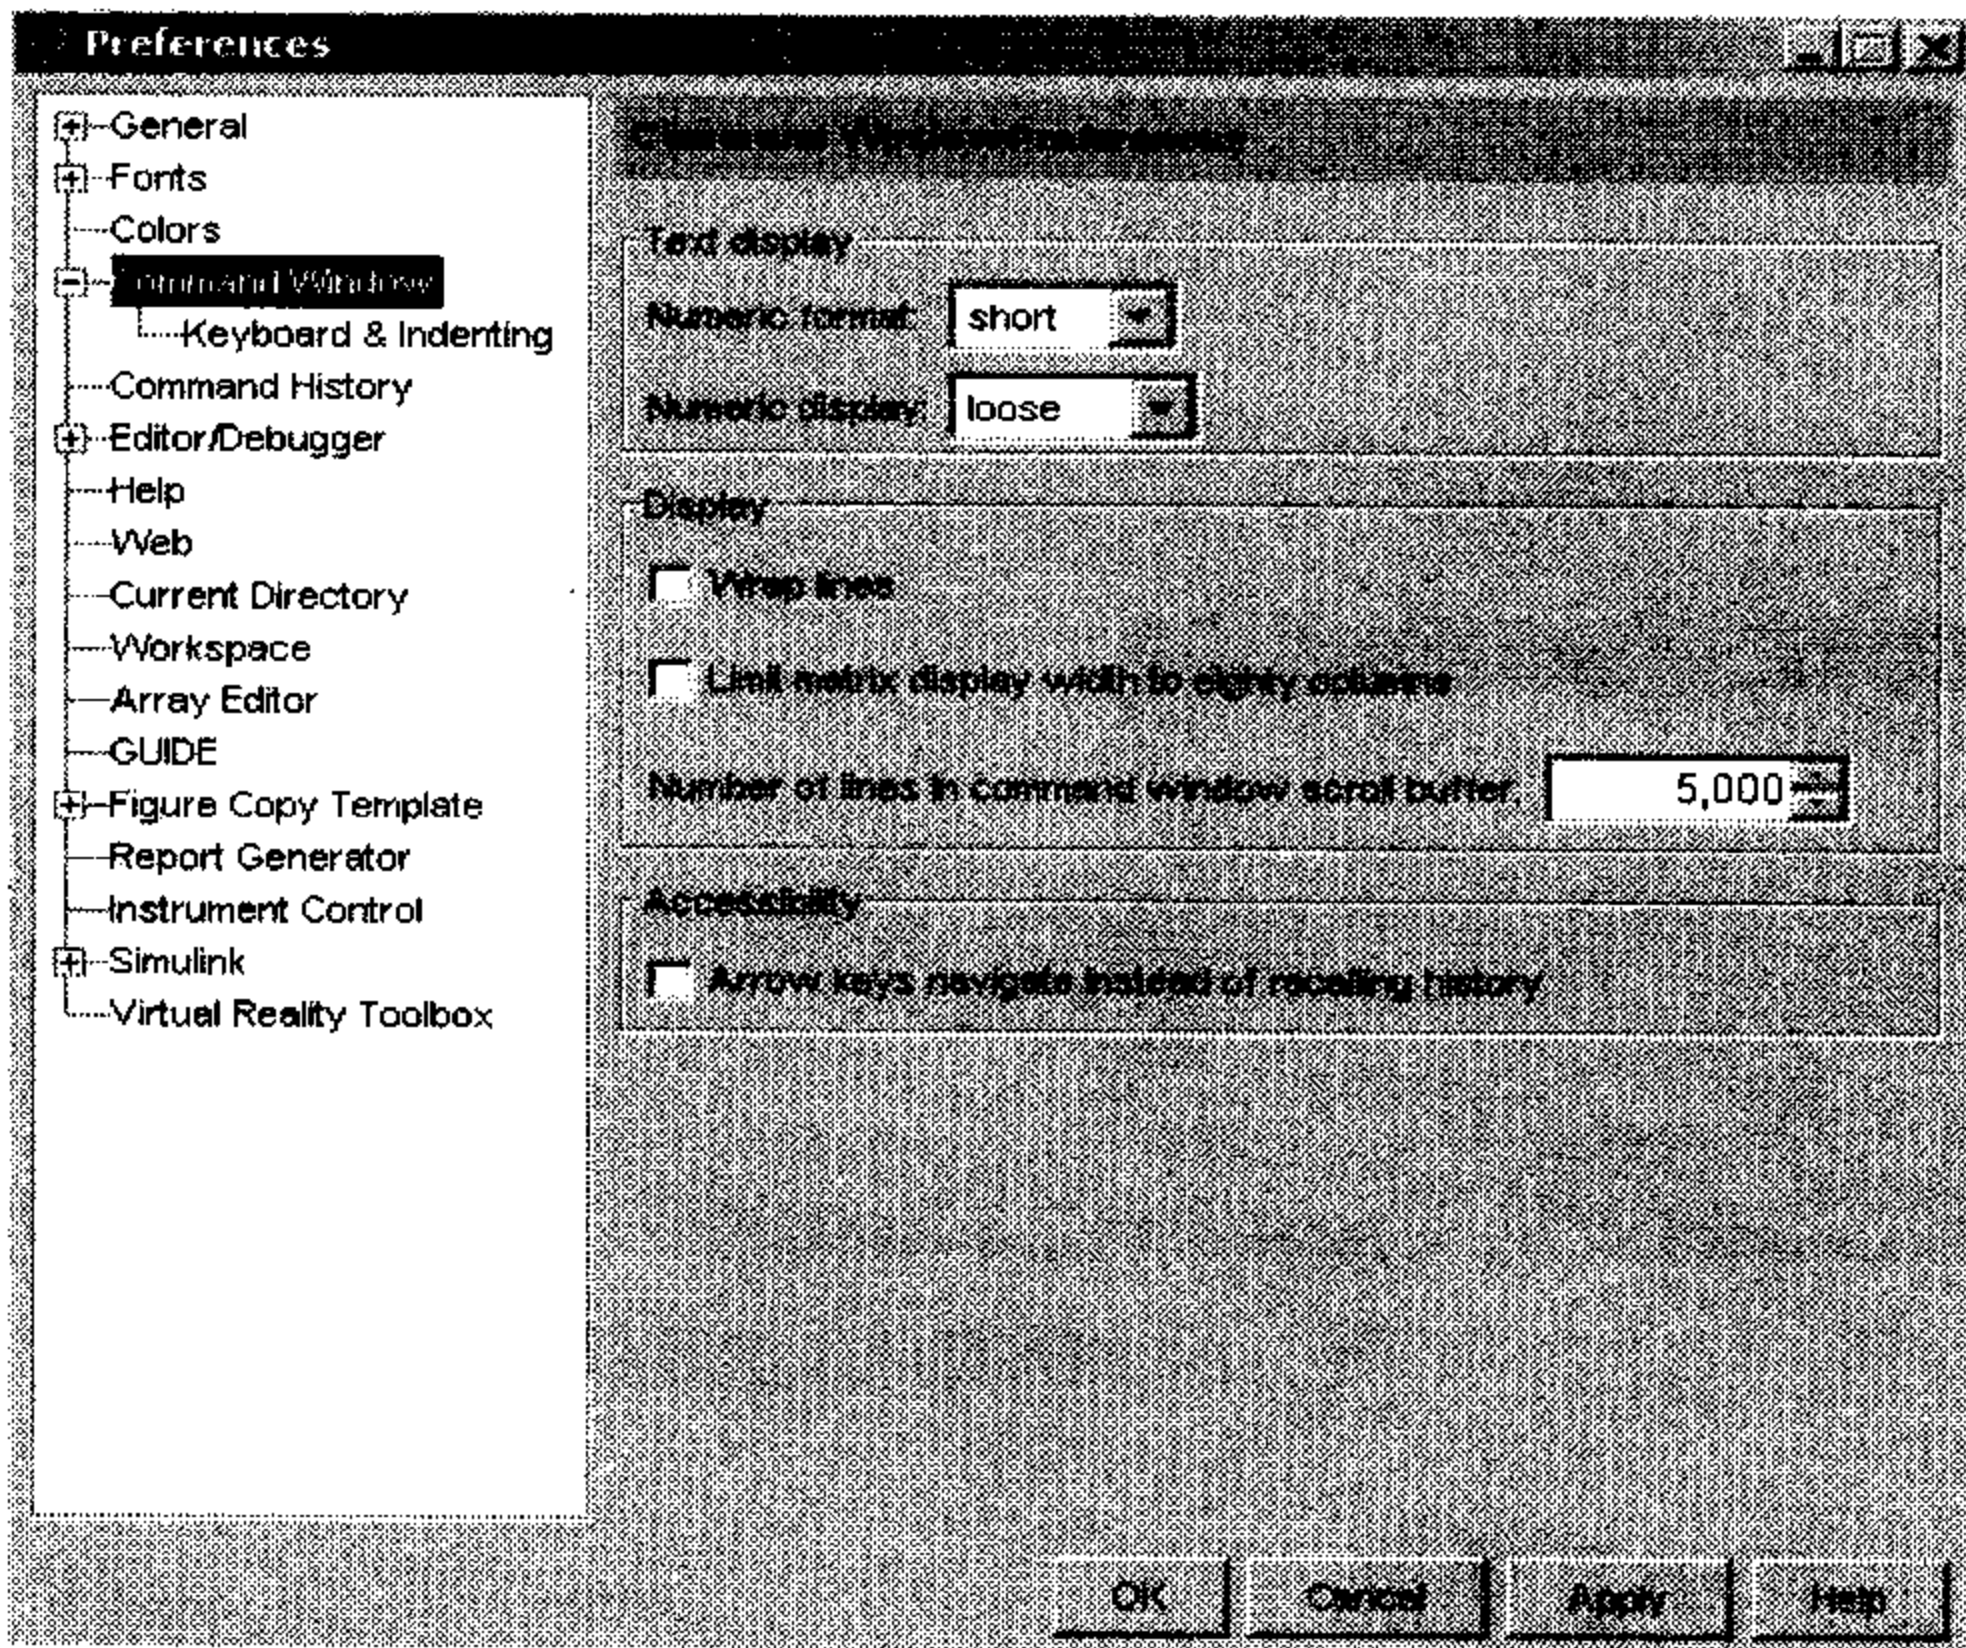 Preferences
General
Fonts
Colors
Command Window
Keyboard & Indenting
Command History
Editor/Debugger
Help
Web
Current Directory
Workspace
Array Editor
GUIDE
Figure Copy Template
Report Generator
Instrument Control
Simulink
Virtual Reality Toolbox
Command Window Preferences
Text display
Numeric format: short
Numeric display: loose
Display
Wrap lines
Limit matrix display width to eighty columns
Number of lines in command window scroll buffer: 5,000
Accessibility
Arrow keys navigate instead of recalling history
OK Cancel Apply Help